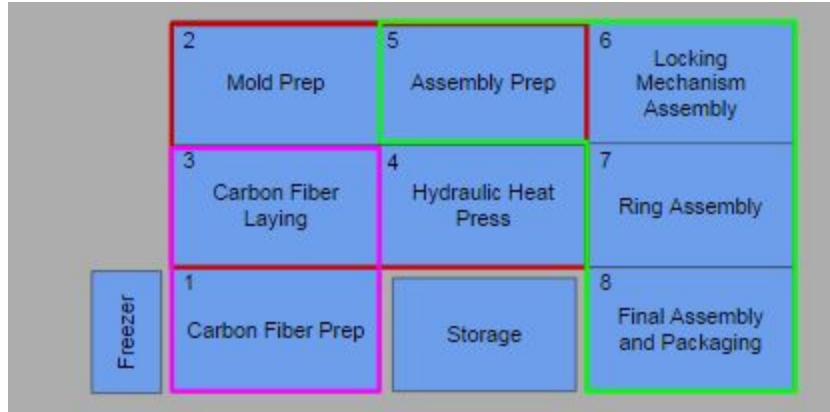 2
Mold Prep
5
Assembly Prep
6
Locking
Mechanism
Assembly
3
Carbon Fiber
Laying
4
Hydraulic Heat
Press
7
Ring Assembly
Freezer
1
Carbon Fiber Prep
Storage
8
Final Assembly
and Packaging